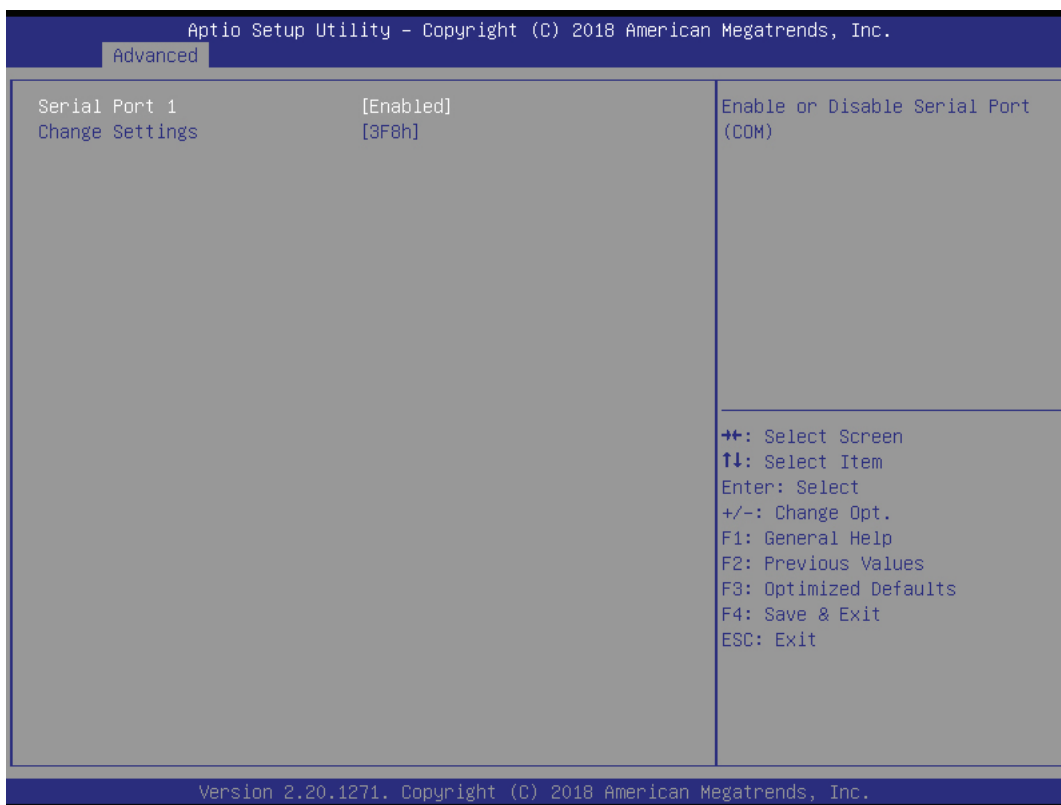 Aptio Setup Utility – Copyright (C) 2018 American Megatrends, Inc.
Advanced
Serial Port 1 [Enabled]
Change Settings [3F8h]
Enable or Disable Serial Port
(COM)
→←: Select Screen
↑↓: Select Item
Enter: Select
+/-: Change Opt.
F1: General Help
F2: Previous Values
F3: Optimized Defaults
F4: Save & Exit
ESC: Exit
Version 2.20.1271. Copyright (C) 2018 American Megatrends, Inc.